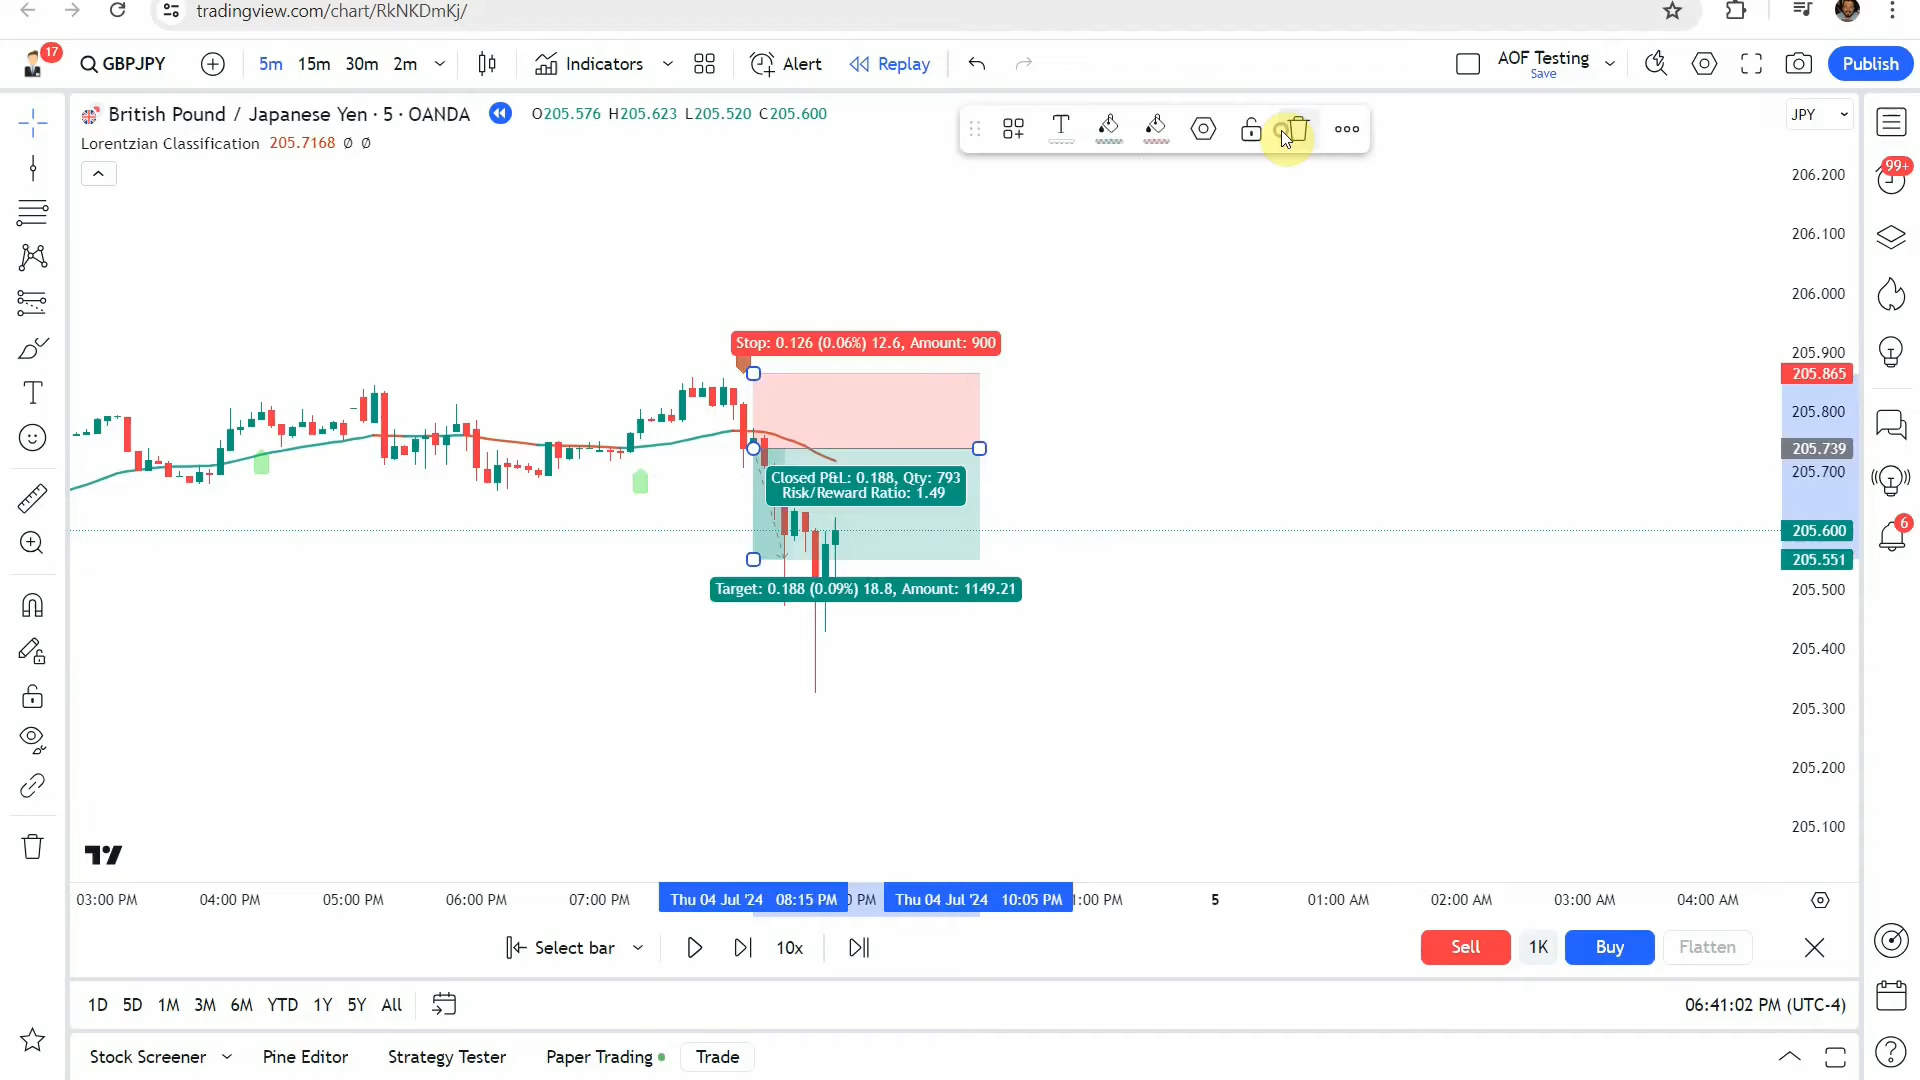 tradingview.com/chart/RkNKDmKj/
17
GBPJPY
5m 15m 30m 2m
Indicators
Alert
Replay
AOF Testing
Save
Publish
British Pound / Japanese Yen · 5 · OANDA
O205.576 H205.623 L205.520 C205.600
JPY
Lorentzian Classification 205.7168 Ø Ø
99+
206.200
206.100
206.000
205.900
205.865
205.800
205.739
205.700
205.600
205.551
205.500
205.400
205.300
205.200
205.100
6
Stop: 0.126 (0.06%) 12.6, Amount: 900
Closed P&L: 0.188, Qty: 793
Risk/Reward Ratio: 1.49
Target: 0.188 (0.09%) 18.8, Amount: 1149.21
03:00 PM 04:00 PM 05:00 PM 06:00 PM 07:00 PM Thu 04 Jul '24 08:15 PM 0 PM Thu 04 Jul '24 10:05 PM 1:00 PM 5 01:00 AM 02:00 AM 03:00 AM 04:00 AM
Select bar 10x
Sell 1K Buy Flatten
1D 5D 1M 3M 6M YTD 1Y 5Y All
06:41:02 PM (UTC-4)
Stock Screener Pine Editor Strategy Tester Paper Trading Trade